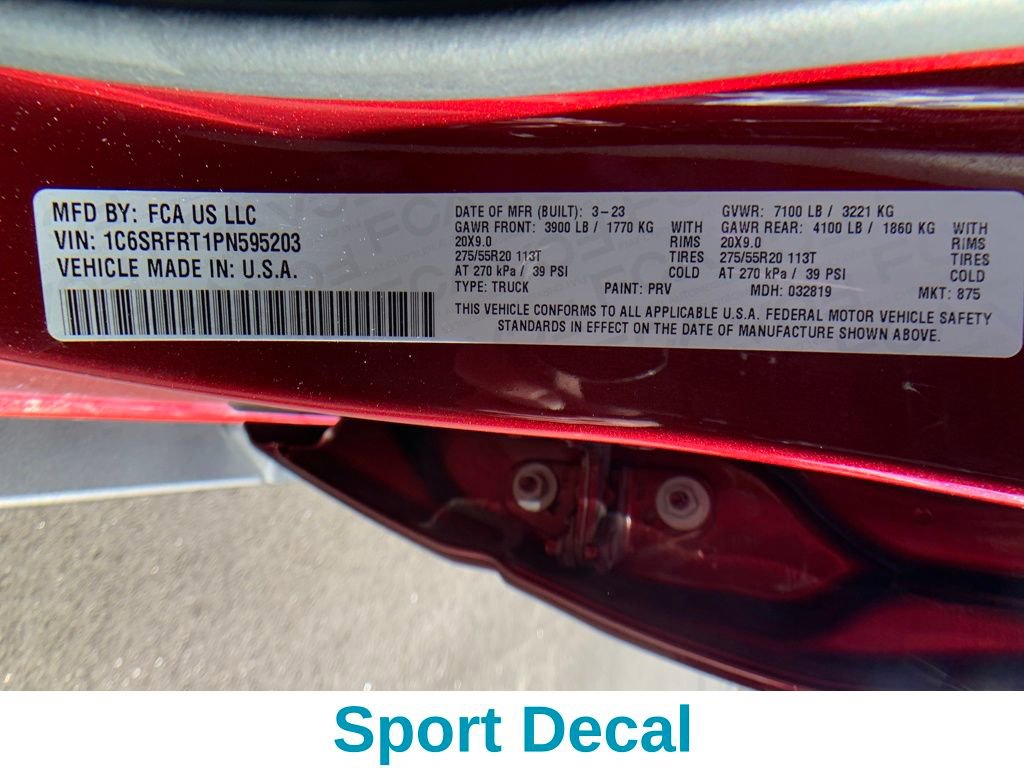 MFD BY: FCA US LLC
VIN: 1C6SRFRT1PN595203
VEHICLE MADE IN: U.S.A.
DATE OF MFR (BUILT): 3-23 GVWR: 7100 LB / 3221 KG
GAWR FRONT: 3900 LB / 1770 KG WITH GAWR REAR: 4100 LB / 1860 KG WITH
20X9.0 RIMS 20X9.0 RIMS
275/55R20 113T TIRES 275/55R20 113T TIRES
AT 270 kPa / 39 PSI COLD AT 270 kPa / 39 PSI COLD
TYPE: TRUCK PAINT: PRV MDH: 032819 MKT: 875
THIS VEHICLE CONFORMS TO ALL APPLICABLE U.S.A. FEDERAL MOTOR VEHICLE SAFETY
STANDARDS IN EFFECT ON THE DATE OF MANUFACTURE SHOWN ABOVE.
Sport Decal